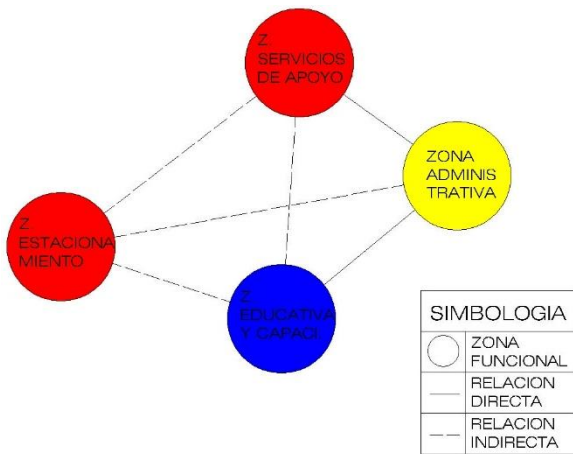 Z.
SERVICIOS
DE APOYO
ZONA
ADMINIS
TRATIVA
Z.
ESTACIONA
MIENTO
Z.
EDUCATIVA
Y CAPACI.
SIMBOLOGIA
ZONA
FUNCIONAL
RELACION
DIRECTA
RELACION
INDIRECTA